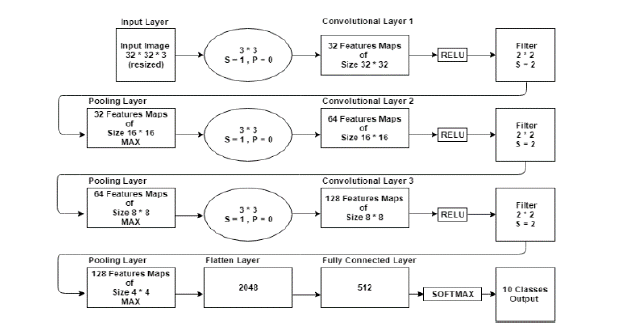 Input Layer
Convolutional Layer 1
Input Image
32 * 32 * 3
(resized)
3 * 3
S = 1 , P = 0
32 Features Maps
of
Size 32 * 32
RELU
Filter
2 * 2
S = 2
Pooling Layer
Convolutional Layer 2
32 Features Maps
of
Size 16 * 16
MAX
3 * 3
S = 1 , P = 0
64 Features Maps
of
Size 16 * 16
RELU
Filter
2 * 2
S = 2
Pooling Layer
Convolutional Layer 3
64 Features Maps
of
Size 8 * 8
MAX
3 * 3
S = 1 , P = 0
128 Features Maps
of
Size 8 * 8
RELU
Filter
2 * 2
S = 2
Pooling Layer
Flatten Layer
Fully Connected Layer
128 Features Maps
of
Size 4 * 4
MAX
2048
512
SOFTMAX
10 Classes
Output